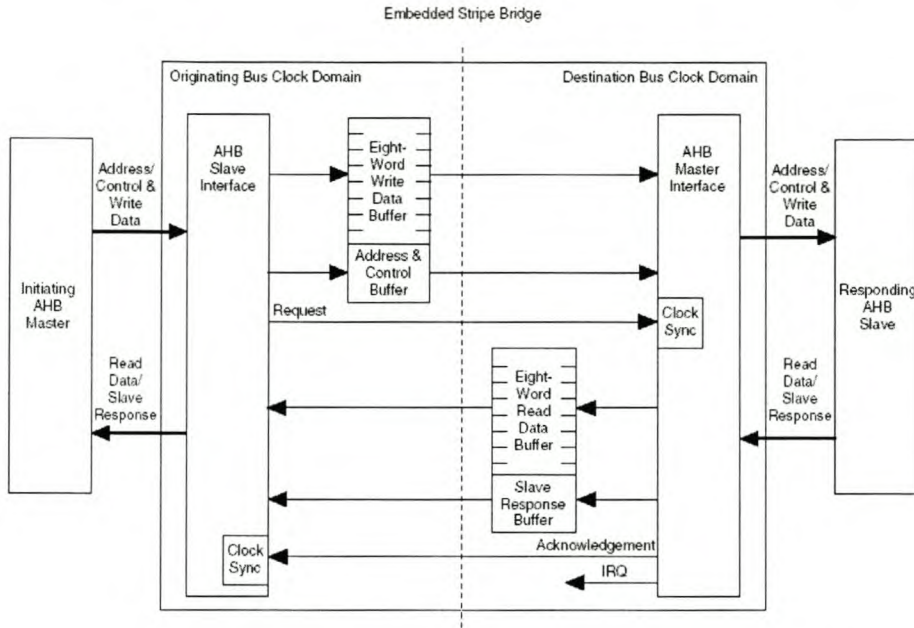 Embedded Stripe Bridge
Originating Bus Clock Domain
Destination Bus Clock Domain
Initiating
AHB
Master
Address/
Control &
Write
Data
Read
Data/
Slave
Response
AHB
Slave
Interface
Eight-
Word
Write
Data
Buffer
Address &
Control
Buffer
Request
Clock
Sync
Eight-
Word
Read
Data
Buffer
Slave
Response
Buffer
Acknowledgement
IRQ
Clock
Sync
AHB
Master
Interface
Address/
Control &
Write
Data
Read
Data/
Slave
Response
Responding
AHB
Slave